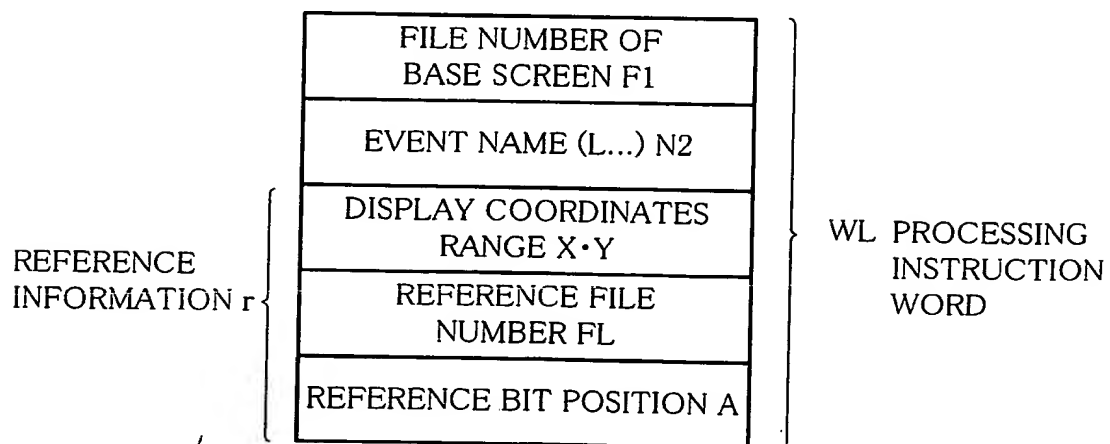 FILE NUMBER OF
BASE SCREEN F1
EVENT NAME (L...) N2
DISPLAY COORDINATES
RANGE X·Y
REFERENCE FILE
NUMBER FL
REFERENCE BIT POSITION A
REFERENCE
INFORMATION r
WL PROCESSING
INSTRUCTION
WORD